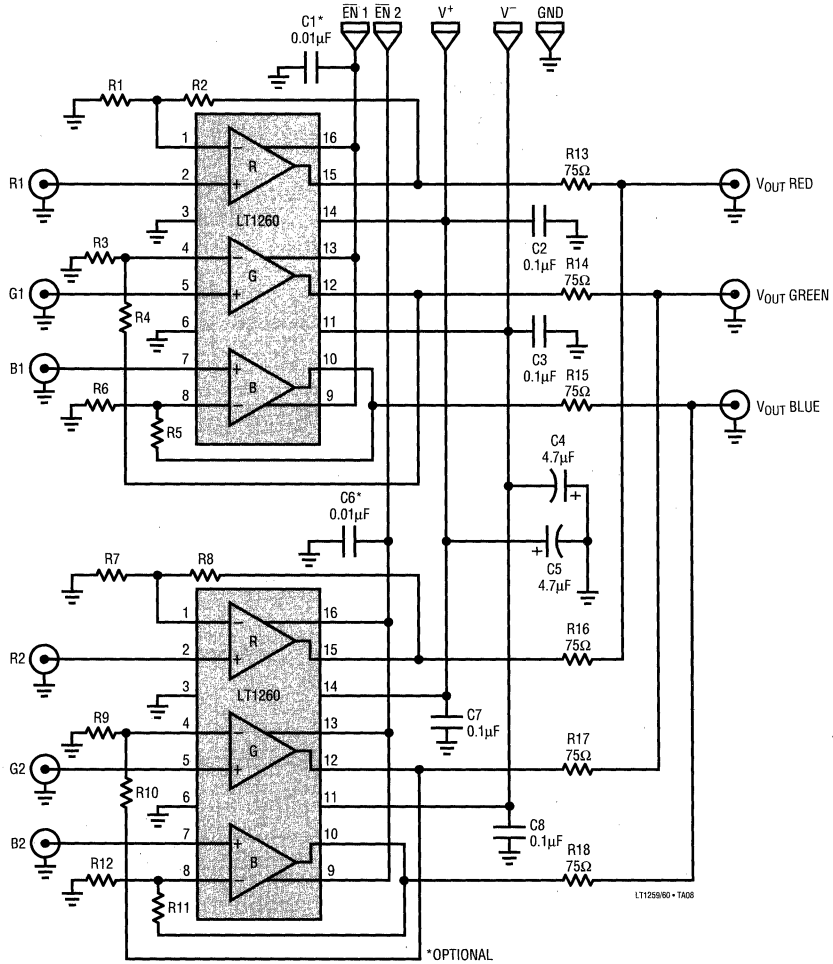 C1*
0.01µF
EN 1
EN 2
V+
V−
GND
R1
R2
1
16
−
R
R13
75Ω
R1
2
+
15
VOUT RED
3
LT1260
14
C2
0.1µF
R3
4
−
13
R14
75Ω
G
G1
5
+
12
VOUT GREEN
R4
6
11
C3
0.1µF
B1
7
+
10
R15
75Ω
B
R6
8
−
9
VOUT BLUE
R5
C4
4.7µF
+
C6*
0.01µF
+
C5
4.7µF
R7
R8
1
16
−
R
R16
75Ω
R2
2
+
15
3
LT1260
14
C7
0.1µF
R9
4
−
13
G
R17
75Ω
G2
5
+
12
R10
6
11
C8
0.1µF
B2
7
+
10
B
R18
75Ω
R12
8
−
9
R11
LT1259/60 • TA08
*OPTIONAL